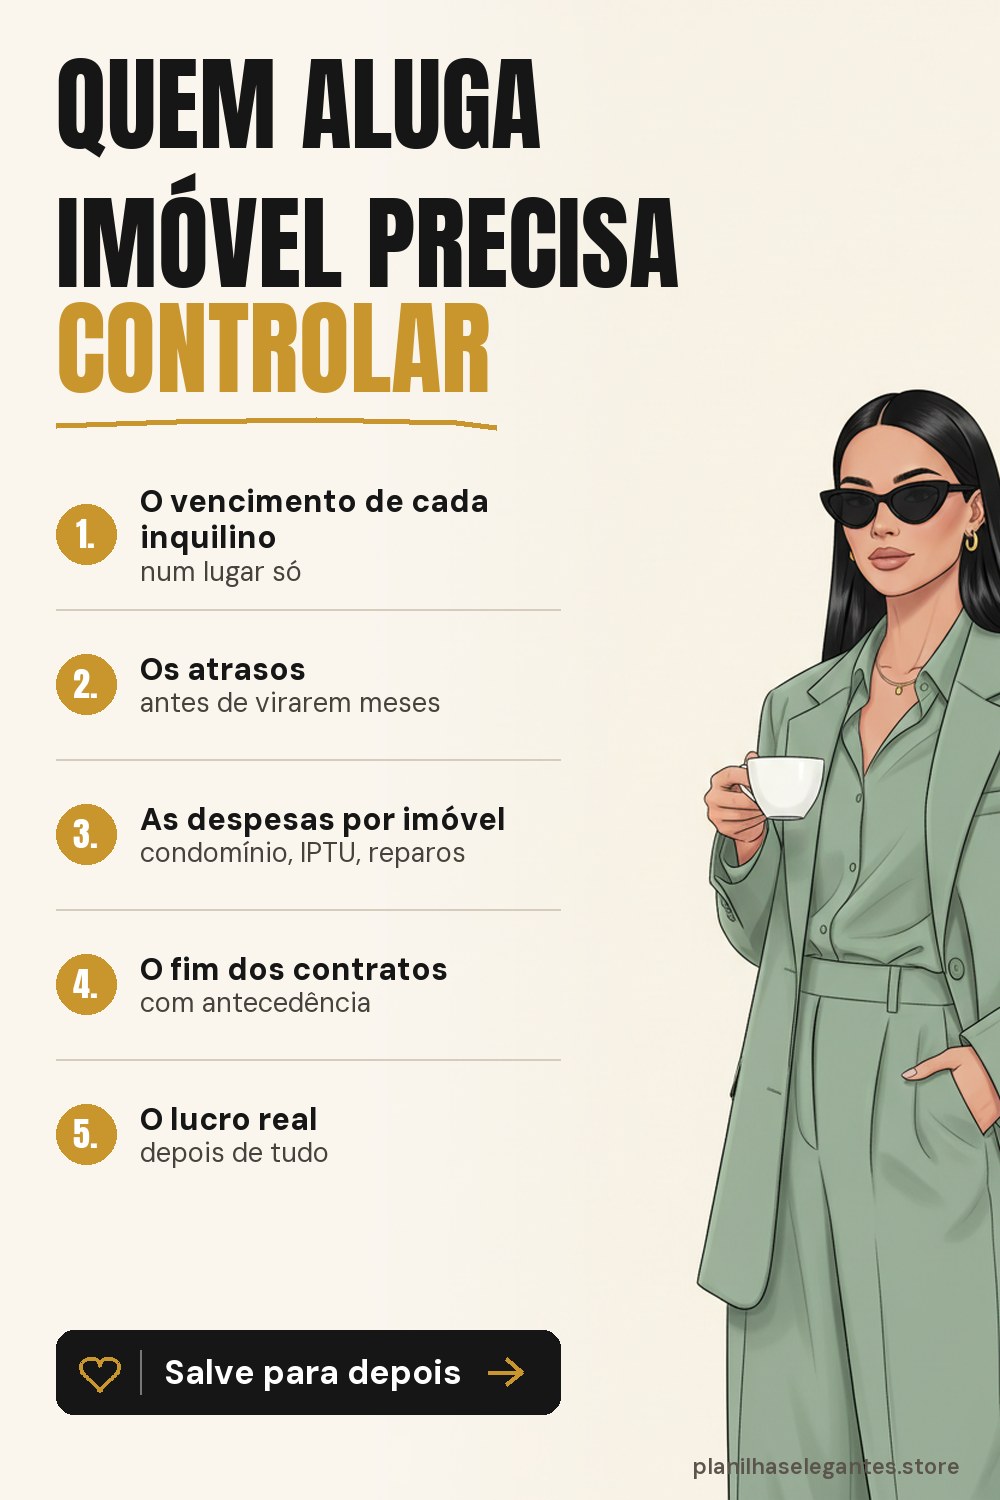 QUEM ALUGA
IMÓVEL PRECISA
CONTROLAR
1.
O vencimento de cada
inquilino
num lugar só
2.
Os atrasos
antes de virarem meses
3.
As despesas por imóvel
condomínio, IPTU, reparos
4.
O fim dos contratos
com antecedência
5.
O lucro real
depois de tudo
Salve para depois
planilhaselegantes.store